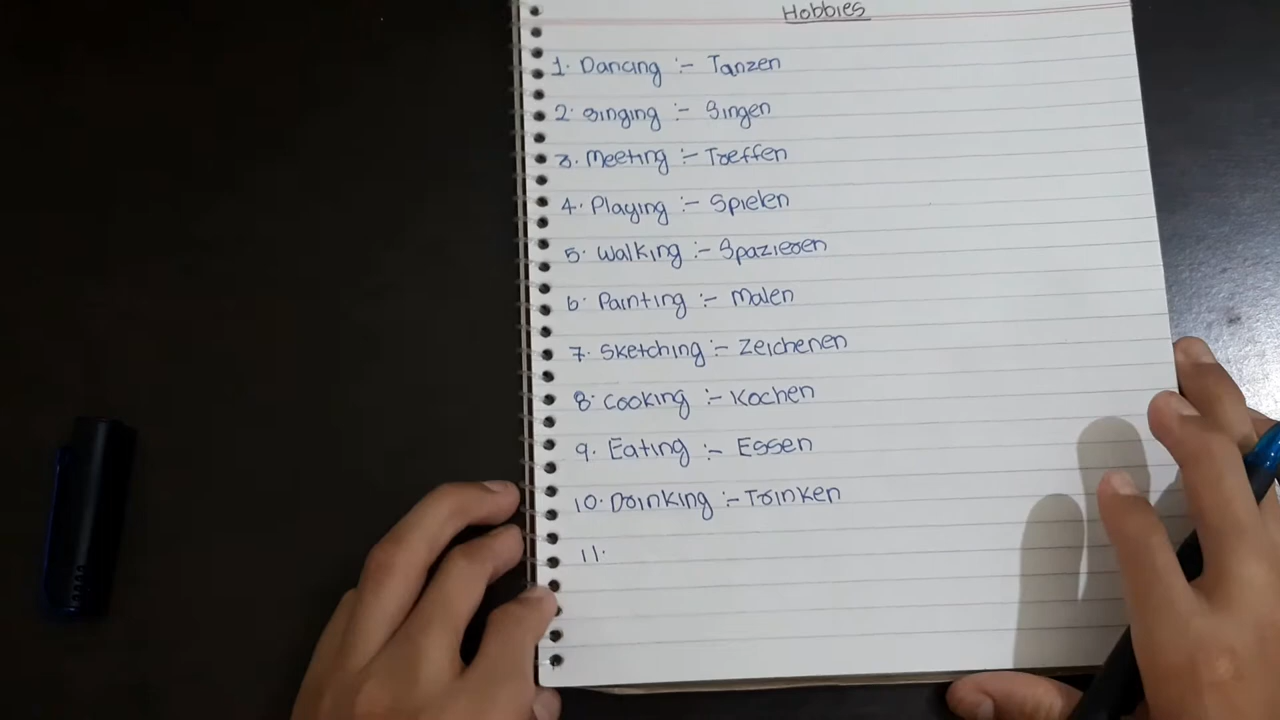 Hobbies
1. Dancing :- Tanzen
2. Singing :- Singen
3. Meeting :- Treffen
4. Playing :- Spielen
5. Walking :- Spazieren
6. Painting :- Malen
7. Sketching :- Zeichenen
8. Cooking :- Kochen
9. Eating :- Essen
10. Drinking :- Trinken
11.